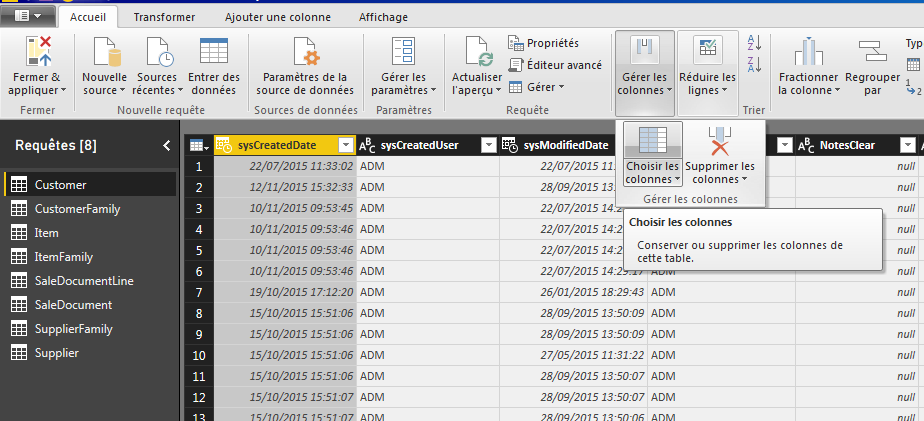 Accueil Transformer Ajouter une colonne Affichage
Fermer & appliquer
Nouvelle source
Sources récentes
Entrer des données
Paramètres de la source de données
Gérer les paramètres
Actualiser l'aperçu
Propriétés
Éditeur avancé
Gérer
Gérer les colonnes
Réduire les lignes
Fractionner la colonne
Regrouper par
Typ
Fermer Nouvelle requête Sources de données Paramètres Requête Trier
Choisir les colonnes
Supprimer les colonnes
Gérer les colonnes
Choisir les colonnes
Conserver ou supprimer les colonnes de
cette table.
Requêtes [8]
Customer
CustomerFamily
Item
ItemFamily
SaleDocumentLine
SaleDocument
SupplierFamily
Supplier
sysCreatedDate sysCreatedUser sysModifiedDate NotesClear
1 22/07/2015 11:33:02 ADM 22/07/2015 11: null
2 12/11/2015 15:32:33 ADM 28/09/2015 13: null
3 10/11/2015 09:53:45 ADM 22/07/2015 14:2
4 10/11/2015 09:53:46 ADM 22/07/2015 14:2
5 10/11/2015 09:53:46 ADM 22/07/2015 14:2
6 10/11/2015 09:53:46 ADM 22/07/2015 14:29:17 ADM null
7 19/10/2015 17:12:20 ADM 26/01/2015 18:29:43 ADM null
8 15/10/2015 15:51:06 ADM 28/09/2015 13:50:09 ADM null
9 15/10/2015 15:51:06 ADM 28/09/2015 13:50:09 ADM null
10 15/10/2015 15:51:06 ADM 27/05/2015 11:31:22 ADM null
11 15/10/2015 15:51:06 ADM 28/09/2015 13:50:07 ADM null
12 15/10/2015 15:51:07 ADM 28/09/2015 13:50:07 ADM null
13 15/10/2015 15:51:07 ADM 28/09/2015 13:50:06 ADM null